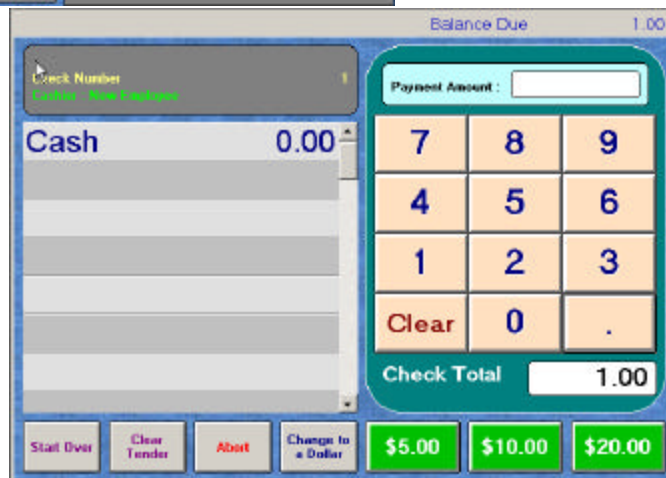 Balance Due 1.00
Check Number 1
Cashier : New Employee
Payment Amount :
Cash 0.00
7 8 9
4 5 6
1 2 3
Clear 0 .
Check Total 1.00
Start Over
Clear Tender
Abort
Change to a Dollar
$5.00 $10.00 $20.00